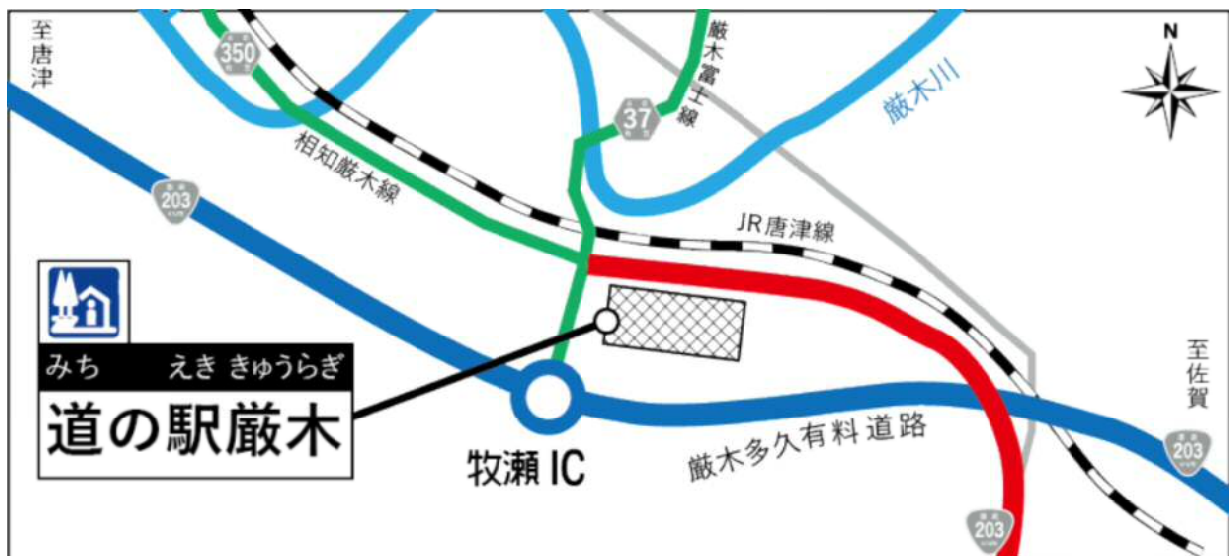 至唐津
350
厳木富士線
37
厳木川
N
相知厳木線
203
JR唐津線
みち えき きゅうらぎ
道の駅厳木
至佐賀
牧瀬 IC
厳木多久有料道路
203
203